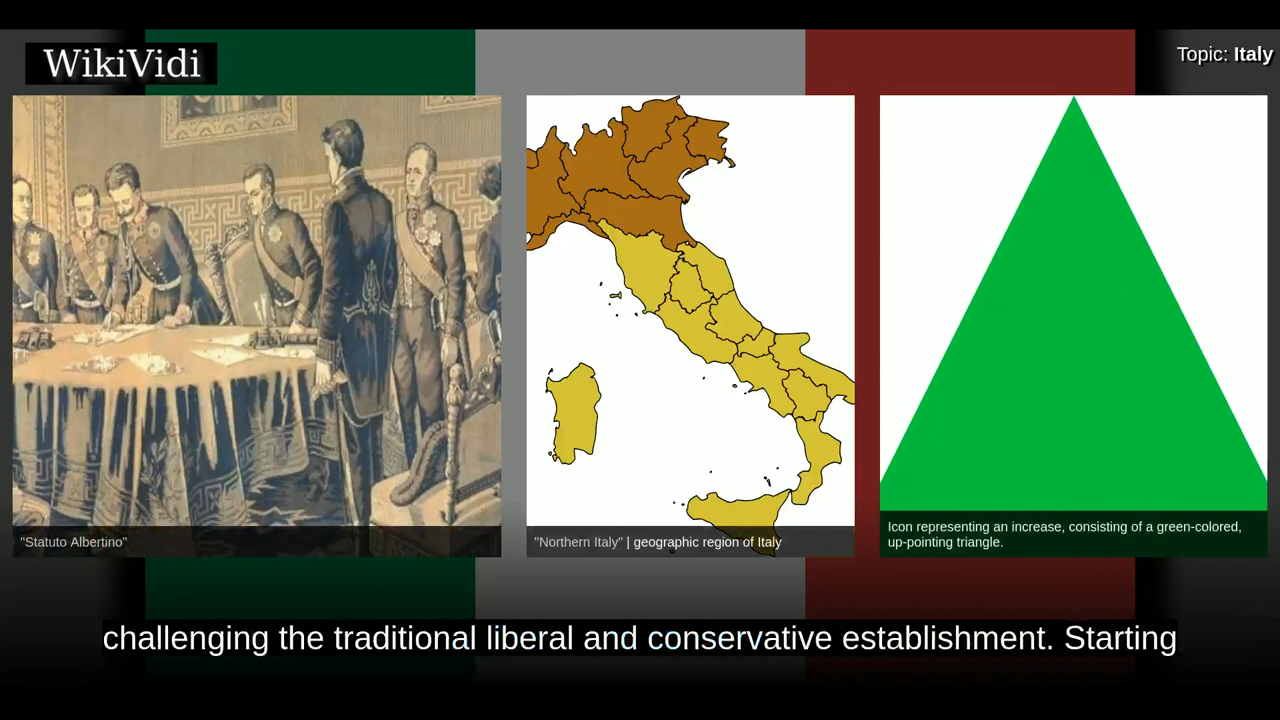 WikiVidi
Topic: Italy
"Statuto Albertino"
"Northern Italy" | geographic region of Italy
Icon representing an increase, consisting of a green-colored,
up-pointing triangle.
challenging the traditional liberal and conservative establishment. Starting